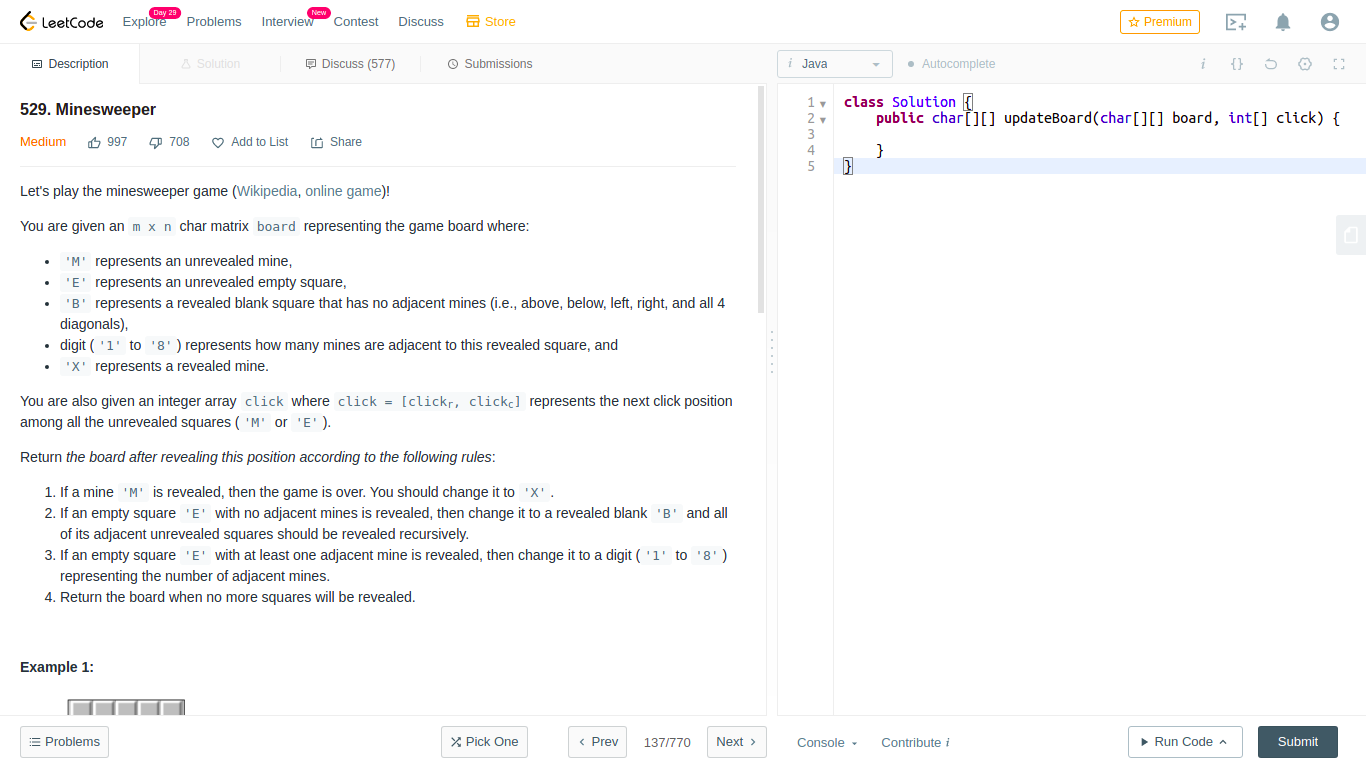 LeetCode Explore Day 29 Problems Interview New Contest Discuss Store Premium
Description Solution Discuss (577) Submissions i Java Autocomplete i {}
529. Minesweeper
Medium 997 708 Add to List Share
Let's play the minesweeper game (Wikipedia, online game)!
You are given an m x n char matrix board representing the game board where:
• 'M' represents an unrevealed mine,
• 'E' represents an unrevealed empty square,
• 'B' represents a revealed blank square that has no adjacent mines (i.e., above, below, left, right, and all 4
diagonals),
• digit ('1' to '8') represents how many mines are adjacent to this revealed square, and
• 'X' represents a revealed mine.
You are also given an integer array click where click = [clickr, clickc] represents the next click position
among all the unrevealed squares ('M' or 'E').
Return the board after revealing this position according to the following rules:
1. If a mine 'M' is revealed, then the game is over. You should change it to 'X'.
2. If an empty square 'E' with no adjacent mines is revealed, then change it to a revealed blank 'B' and all
of its adjacent unrevealed squares should be revealed recursively.
3. If an empty square 'E' with at least one adjacent mine is revealed, then change it to a digit ('1' to '8')
representing the number of adjacent mines.
4. Return the board when no more squares will be revealed.
Example 1:
1 class Solution {
2 public char[][] updateBoard(char[][] board, int[] click) {
3
4 }
5 }
Problems Pick One Prev 137/770 Next Console Contribute i Run Code Submit